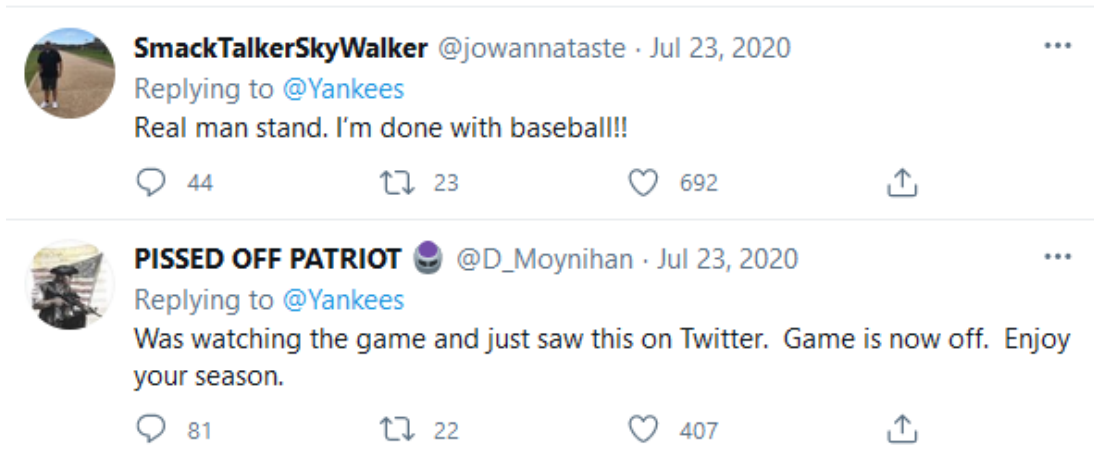 SmackTalkerSkyWalker @jowannataste · Jul 23, 2020
Replying to @Yankees
Real man stand. I'm done with baseball!!
44 23 692
PISSED OFF PATRIOT @D_Moynihan · Jul 23, 2020
Replying to @Yankees
Was watching the game and just saw this on Twitter.  Game is now off.  Enjoy
your season.
81 22 407